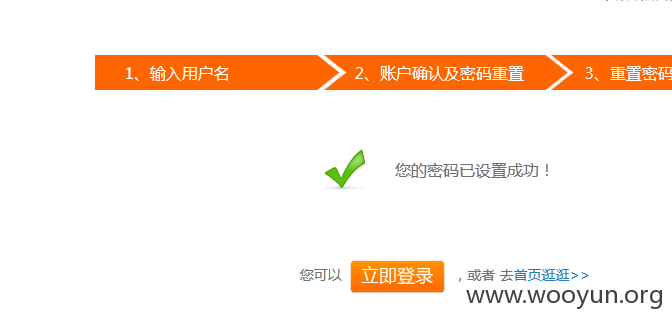 1、输入用户名
2、账户确认及密码重置
3、重置密码
您的密码已设置成功！
您可以 立即登录 ，或者 去首页逛逛>>
www.wooyun.org